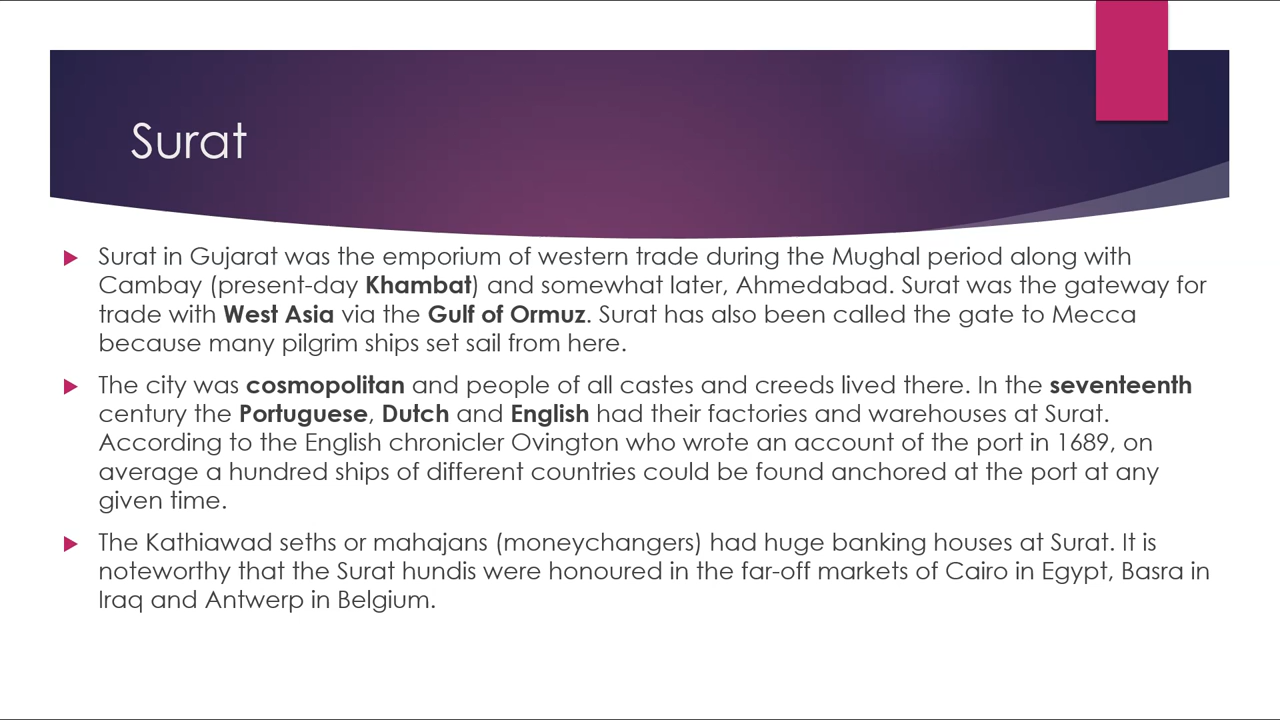 Surat
Surat in Gujarat was the emporium of western trade during the Mughal period along with
Cambay (present-day Khambat) and somewhat later, Ahmedabad. Surat was the gateway for
trade with West Asia via the Gulf of Ormuz. Surat has also been called the gate to Mecca
because many pilgrim ships set sail from here.
The city was cosmopolitan and people of all castes and creeds lived there. In the seventeenth
century the Portuguese, Dutch and English had their factories and warehouses at Surat.
According to the English chronicler Ovington who wrote an account of the port in 1689, on
average a hundred ships of different countries could be found anchored at the port at any
given time.
The Kathiawad seths or mahajans (moneychangers) had huge banking houses at Surat. It is
noteworthy that the Surat hundis were honoured in the far-off markets of Cairo in Egypt, Basra in
Iraq and Antwerp in Belgium.